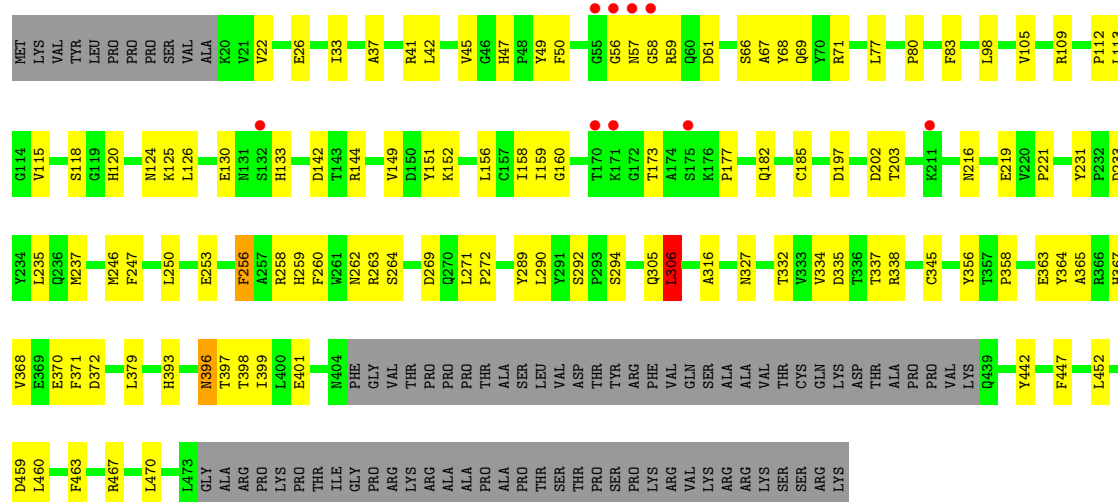 MET LYS VAL TYR LEU PRO PRO PRO SER VAL ALA K20 V21 V22 E26 I33 A37 R41 L42 V45 G46 H47 P48 Y49 F50 G55 G56 N57 G58 R59 Q60 D61 S66 A67 Y68 Q69 Y70 R71 L77 P80 F83 L98 V105 R109 P112 L113
G114 V115 S118 G119 H120 N124 K125 L126 E130 N131 S132 H133 D142 T143 R144 V149 D150 Y151 K152 L156 C157 I158 I159 G160 T170 K171 G172 T173 A174 S175 K176 P177 Q182 C185 D197 D202 T203 K211 N216 E219 V220 P221 Y231 P232 D233
Y234 L235 Q236 M237 M246 F247 L250 E253 F256 A257 R258 H259 F260 W261 N262 R263 S264 D269 Q270 L271 P272 Y289 L290 Y291 S292 P293 S294 Q305 L306 A316 N327 T332 V333 V334 D335 T336 T337 R338 C345 Y356 T357 P358 E363 Y364 A365 R366 H367
V368 E369 E370 F371 D372 L379 H393 N396 T397 T398 I399 L400 E401 N404 PHE GLY VAL THR PRO PRO PRO THR ALA SER LEU VAL ASP THR TYR ARG PHE VAL GLN SER ALA ALA VAL THR CYS GLN LYS ASP THR ALA PRO PRO VAL LYS Q439 Y442 F447 L452
D459 L460 F463 R467 L470 L473 GLY ALA ARG PRO LYS PRO THR ILE GLY PRO ARG LYS ARG ALA ALA PRO ALA PRO THR SER THR PRO SER PRO LYS ARG VAL LYS ARG ARG LYS SER SER ARG LYS